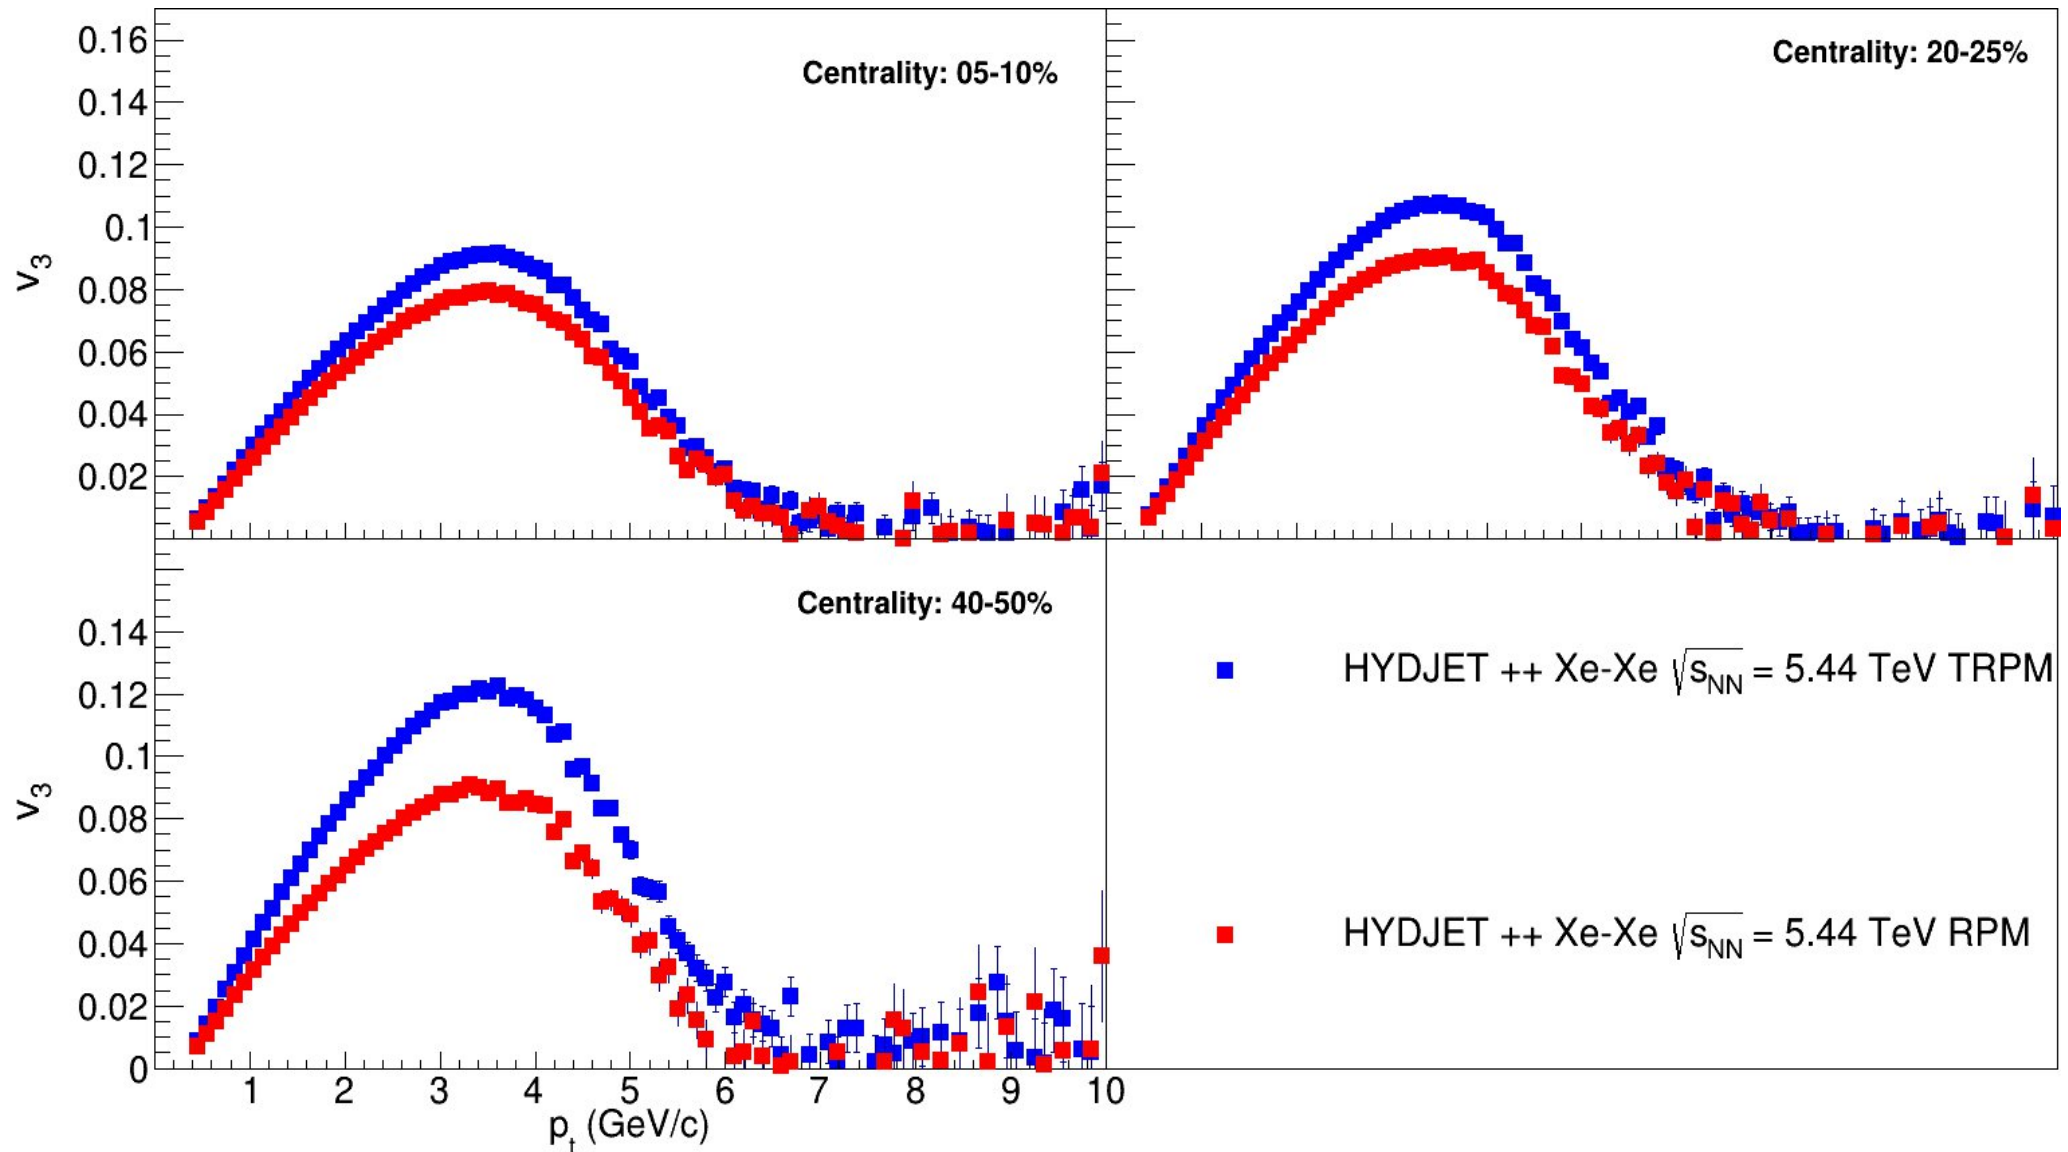 0.16
0.14
0.12
0.1
0.08
0.06
0.04
0.02
v3
Centrality: 05-10%
Centrality: 20-25%
0.14
0.12
0.1
0.08
0.06
0.04
0.02
0
v3
Centrality: 40-50%
1 2 3 4 5 6 7 8 9 10
pt (GeV/c)
HYDJET ++ Xe-Xe √sNN = 5.44 TeV TRPM
HYDJET ++ Xe-Xe √sNN = 5.44 TeV RPM